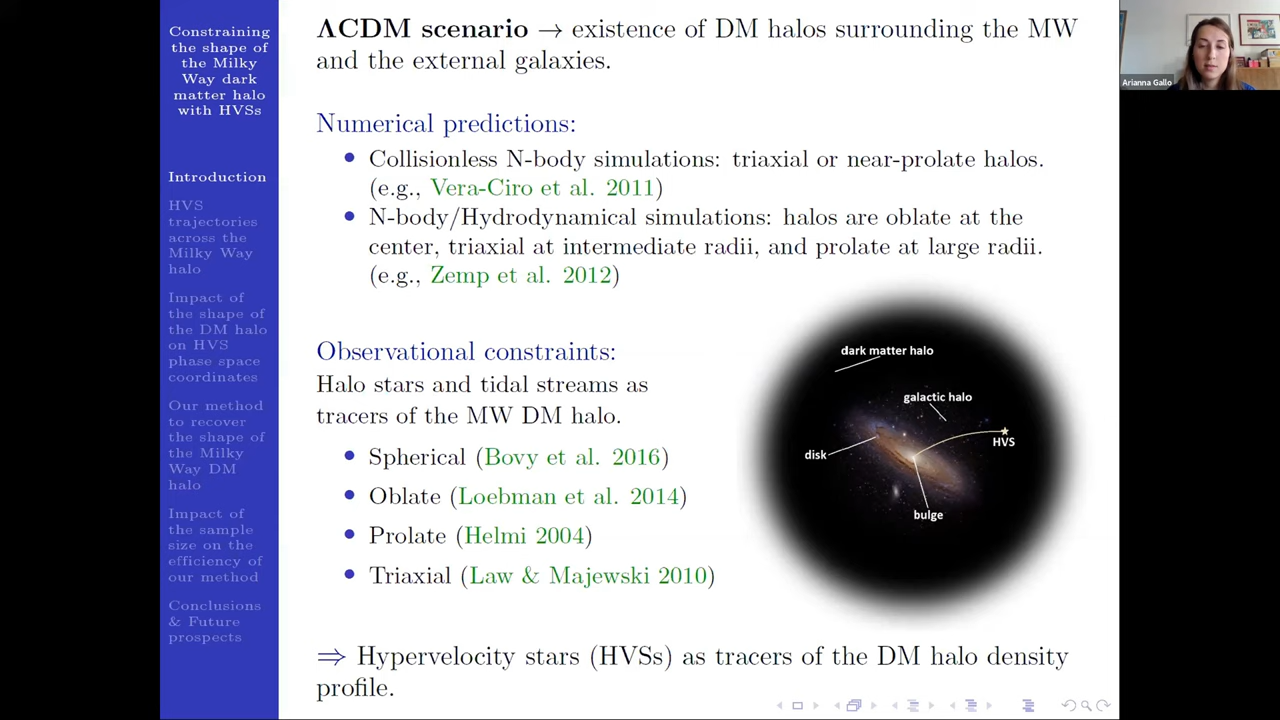 Constraining
the shape of
the Milky
Way dark
matter halo
with HVSs
Introduction
HVS
trajectories
across the
Milky Way
halo
Impact of
the shape of
the DM halo
on HVS
phase space
coordinates
Our method
to recover
the shape of
the Milky
Way DM
halo
Impact of
the sample
size on the
efficiency of
our method
Conclusions
& Future
prospects
ΛCDM scenario → existence of DM halos surrounding the MW
and the external galaxies.
Numerical predictions:
• Collisionless N-body simulations: triaxial or near-prolate halos.
(e.g., Vera-Ciro et al. 2011)
• N-body/Hydrodynamical simulations: halos are oblate at the
center, triaxial at intermediate radii, and prolate at large radii.
(e.g., Zemp et al. 2012)
Observational constraints:
Halo stars and tidal streams as
tracers of the MW DM halo.
• Spherical (Bovy et al. 2016)
• Oblate (Loebman et al. 2014)
• Prolate (Helmi 2004)
• Triaxial (Law & Majewski 2010)
dark matter halo
galactic halo
HVS
disk
bulge
⇒ Hypervelocity stars (HVSs) as tracers of the DM halo density
profile.
Arianna Gallo